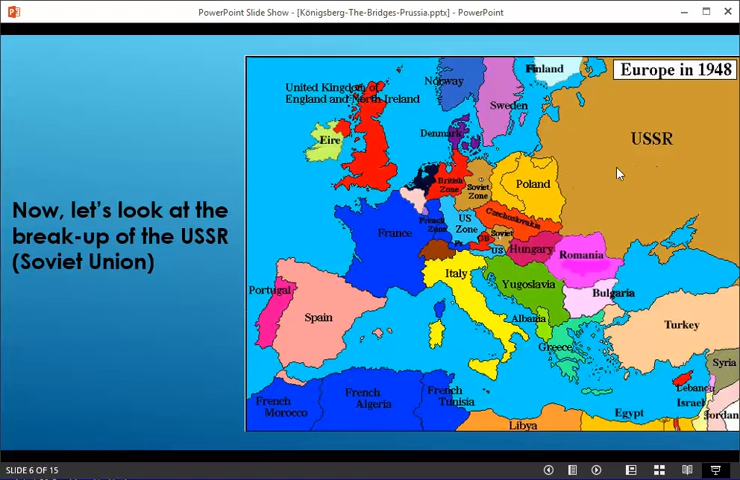 PowerPoint Slide Show - [Königsberg-The-Bridges-Prussia.pptx] - PowerPoint
Europe in 1948
Finland
Norway
Sweden
United Kingdom of
England and North Ireland
USSR
Eire
Denmark
British
Zone
Soviet
Zone
Poland
Now, let's look at the
break-up of the USSR
(Soviet Union)
France
French
Zone
US
Zone
Czechoslovakia
Soviet
GB
Fr.
US
Hungary
Romania
Italy
Yugoslavia
Portugal
Spain
Bulgaria
Albania
Greece
Turkey
Syria
Lebanon
Israel
Jordan
French
Morocco
French
Algeria
French
Tunisia
Libya
Egypt
SLIDE 6 OF 15